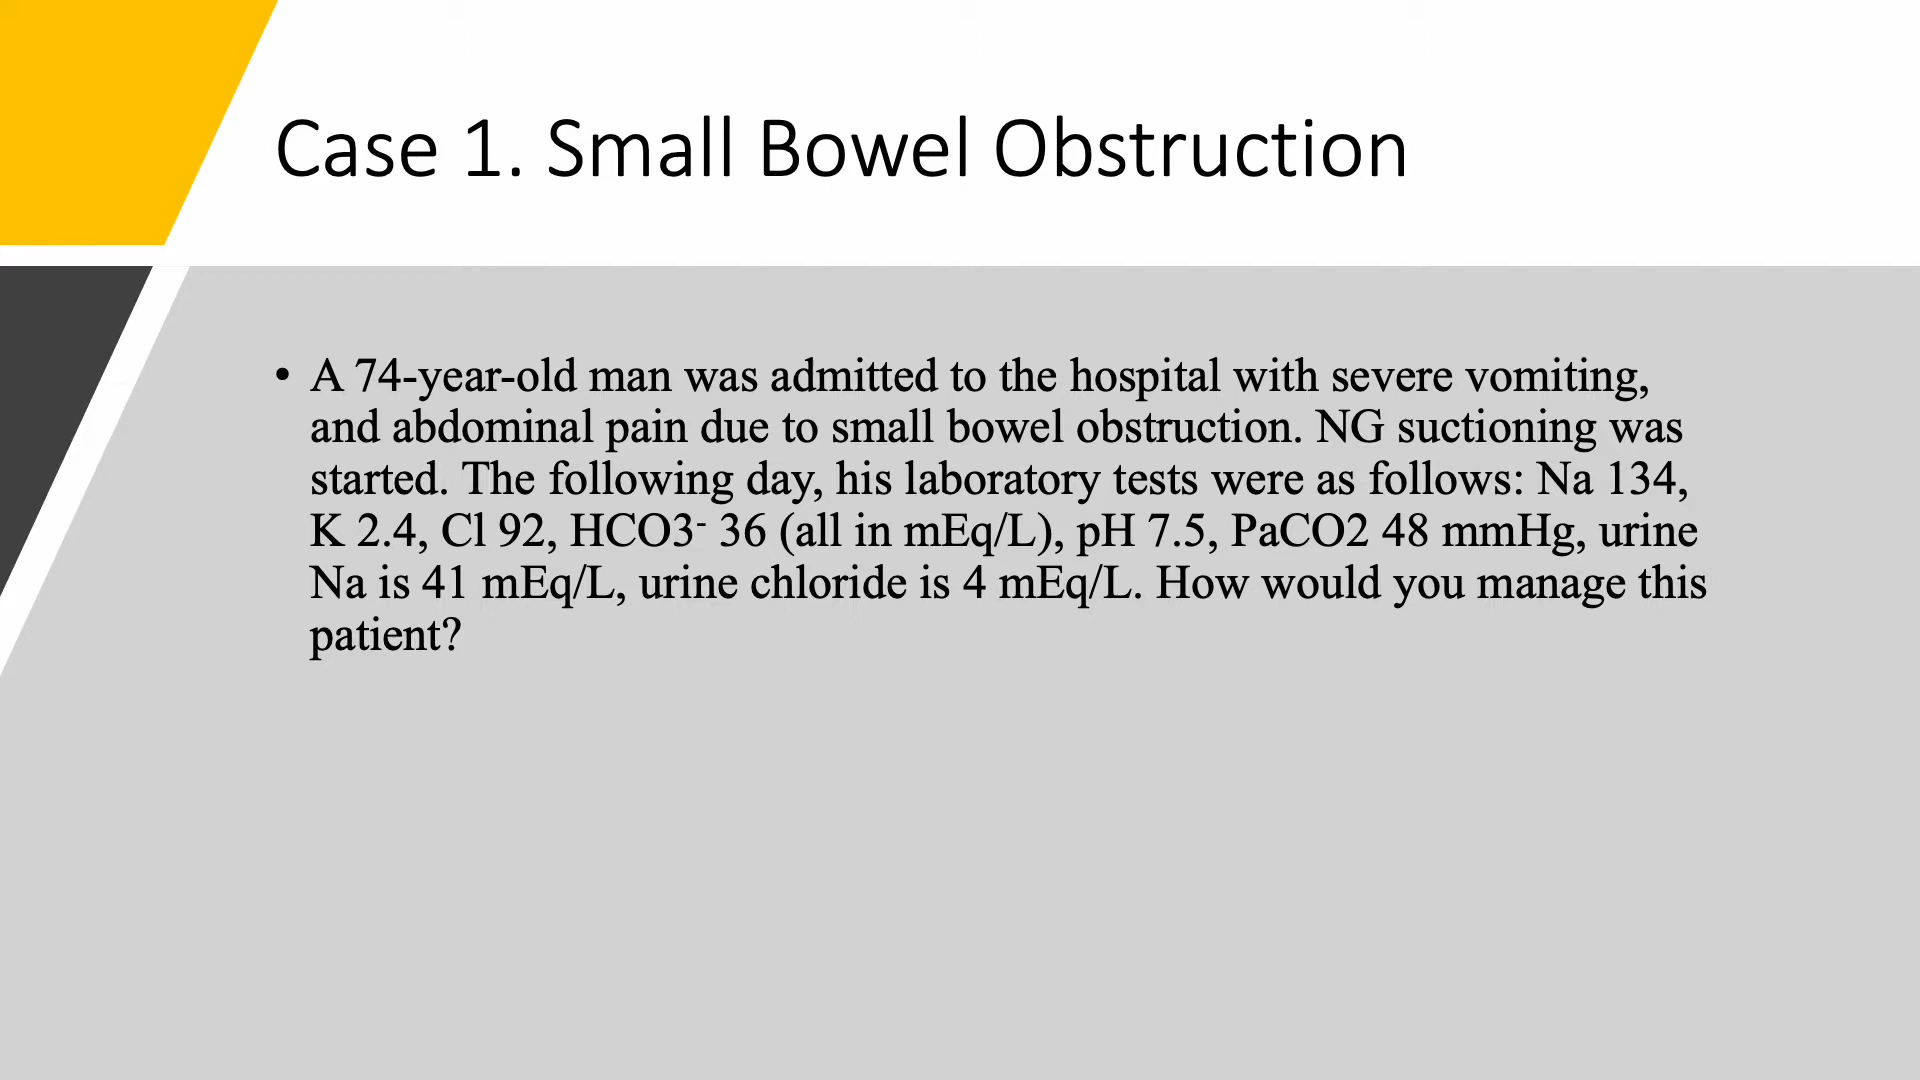 Case 1. Small Bowel Obstruction
• A 74-year-old man was admitted to the hospital with severe vomiting,
and abdominal pain due to small bowel obstruction. NG suctioning was
started. The following day, his laboratory tests were as follows: Na 134,
K 2.4, Cl 92, HCO3⁻ 36 (all in mEq/L), pH 7.5, PaCO2 48 mmHg, urine
Na is 41 mEq/L, urine chloride is 4 mEq/L. How would you manage this
patient?